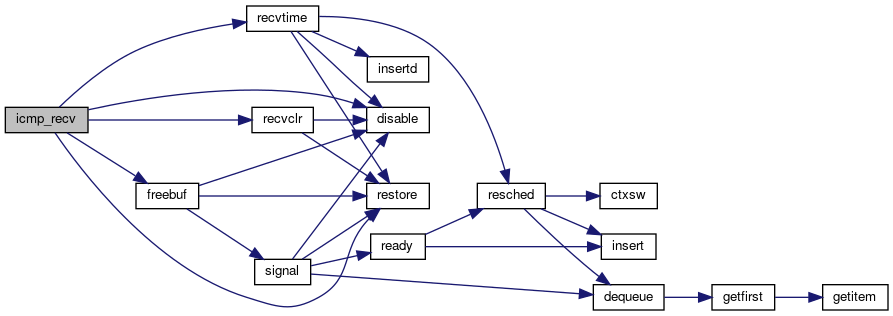 recvtime
insertd
icmp_recv
recvclr
disable
freebuf
restore
resched
ctxsw
ready
insert
signal
dequeue
getfirst
getitem